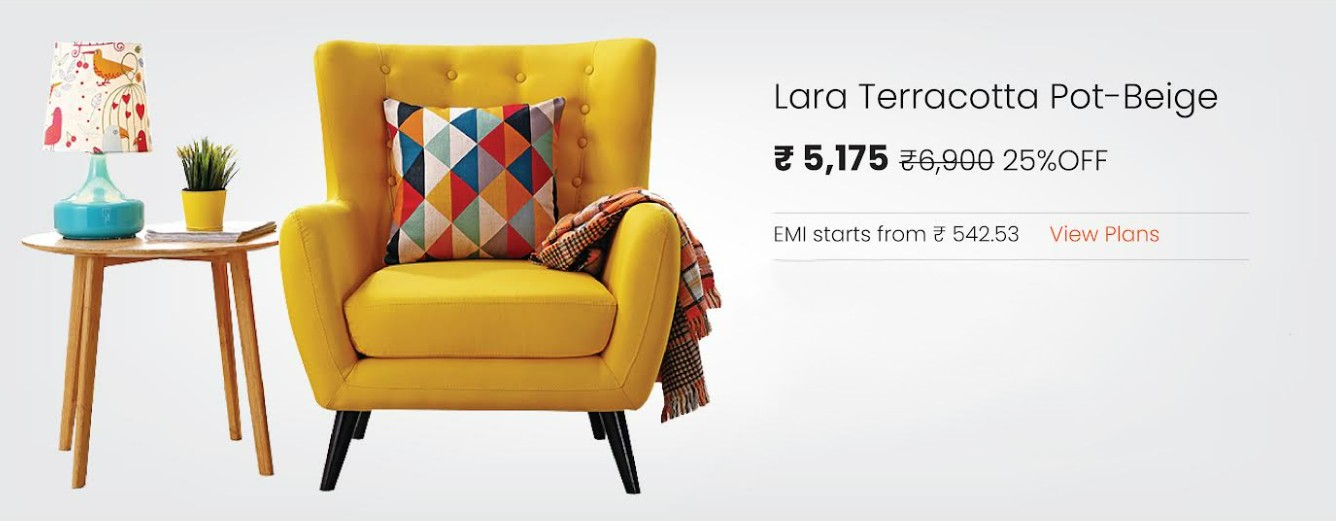 Lara Terracotta Pot-Beige
₹ 5,175 ₹6,900 25%OFF
EMI starts from ₹ 542.53 View Plans